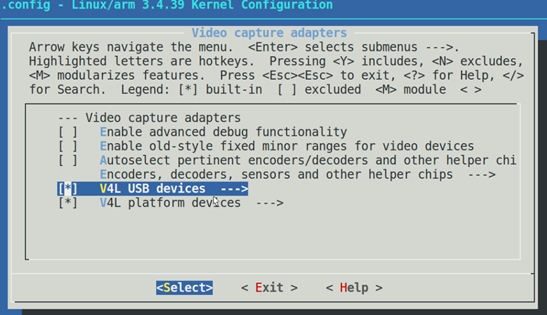 .config - Linux/arm 3.4.39 Kernel Configuration
Video capture adapters
Arrow keys navigate the menu. <Enter> selects submenus --->.
Highlighted letters are hotkeys. Pressing <Y> includes, <N> excludes,
<M> modularizes features. Press <Esc><Esc> to exit, <?> for Help, </>
for Search. Legend: [*] built-in [ ] excluded <M> module < >
--- Video capture adapters
[ ] Enable advanced debug functionality
[ ] Enable old-style fixed minor ranges for video devices
[ ] Autoselect pertinent encoders/decoders and other helper chi
Encoders, decoders, sensors and other helper chips --->
[*] V4L USB devices --->
[*] V4L platform devices --->
<Select> < Exit > < Help >